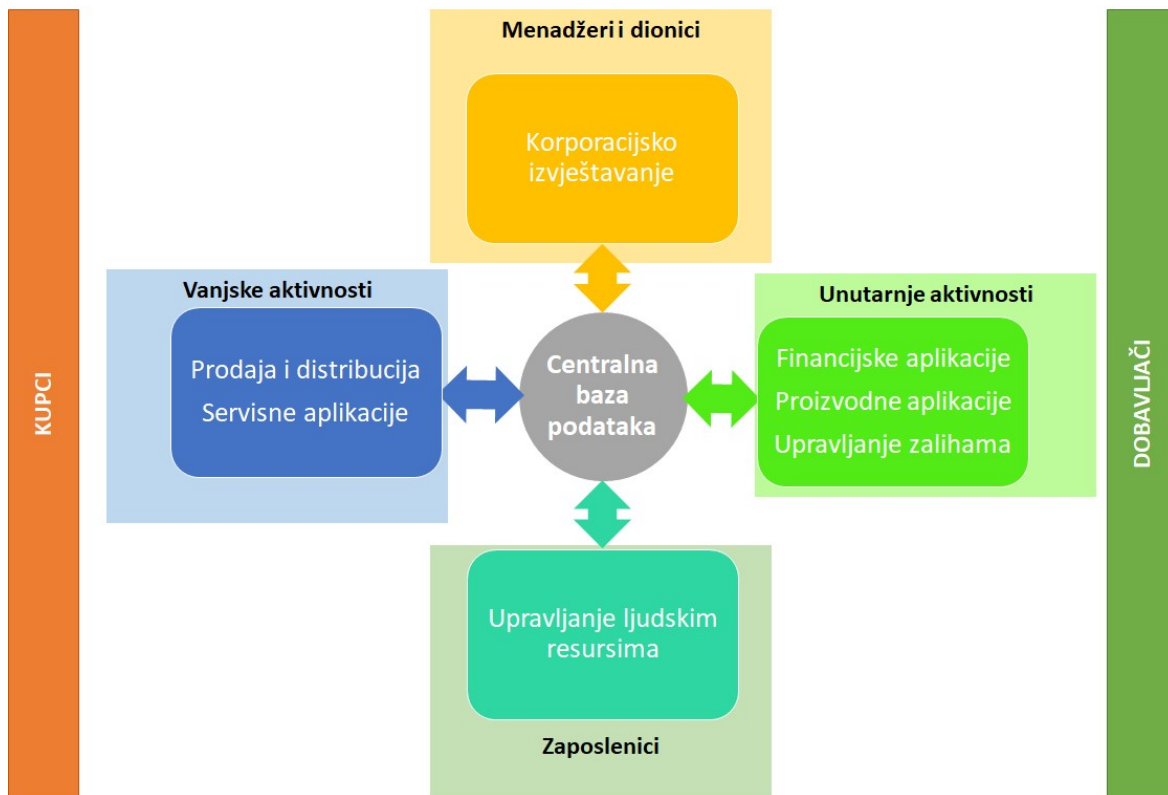 Menadžeri i dionici
Korporacijsko
izvještavanje
KUPCI
Vanjske aktivnosti
Prodaja i distribucija
Servisne aplikacije
Centralna
baza
podataka
Unutarnje aktivnosti
Financijske aplikacije
Proizvodne aplikacije
Upravljanje zalihama
DOBAVLJAČI
Upravljanje ljudskim
resursima
Zaposlenici